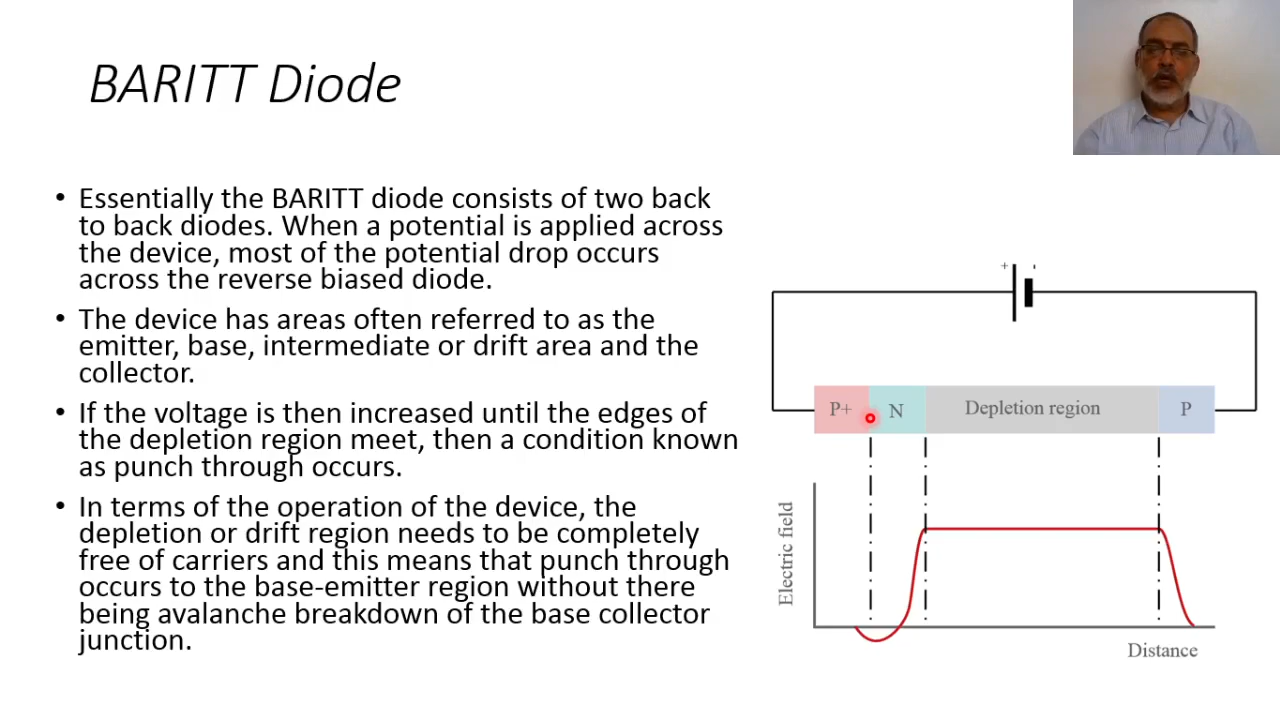 BARITT Diode
• Essentially the BARITT diode consists of two back
to back diodes. When a potential is applied across
the device, most of the potential drop occurs
across the reverse biased diode.
• The device has areas often referred to as the
emitter, base, intermediate or drift area and the
collector.
• If the voltage is then increased until the edges of
the depletion region meet, then a condition known
as punch through occurs.
• In terms of the operation of the device, the
depletion or drift region needs to be completely
free of carriers and this means that punch through
occurs to the base-emitter region without there
being avalanche breakdown of the base collector
junction.
+ -
P+ N Depletion region P
Electric field
Distance